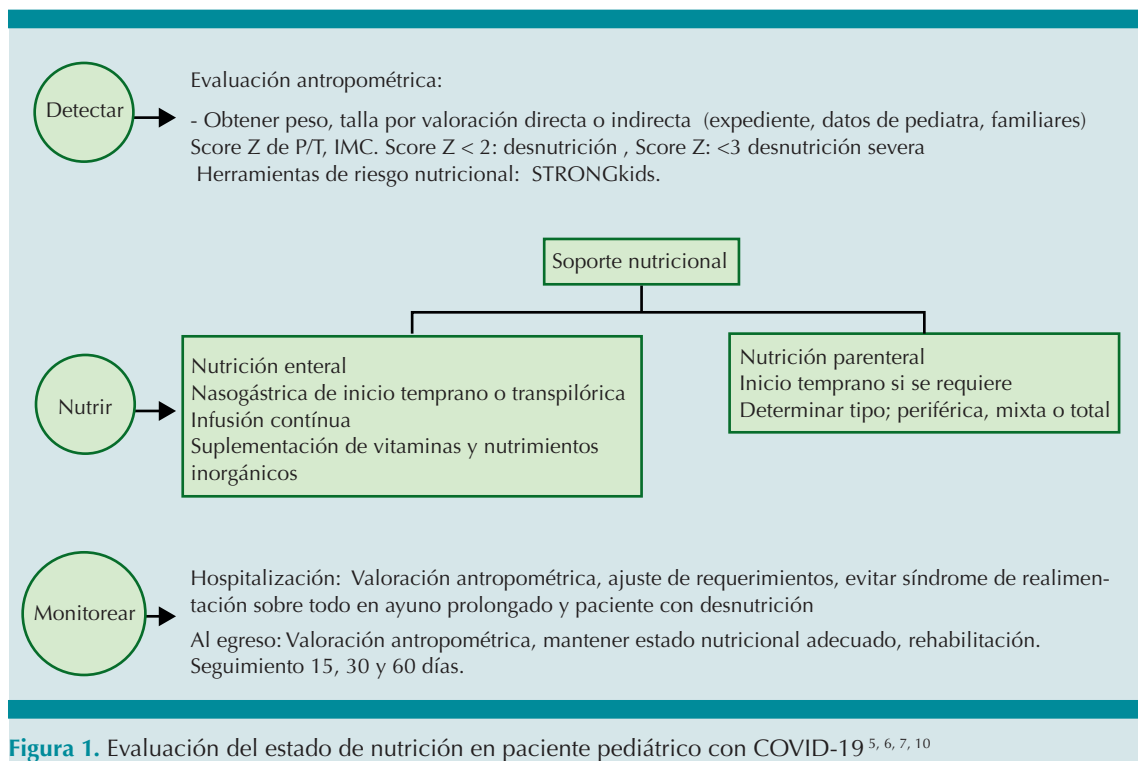 Detectar
Evaluación antropométrica:
- Obtener peso, talla por valoración directa o indirecta (expediente, datos de pediatra, familiares)
Score Z de P/T, IMC. Score Z < 2: desnutrición , Score Z: <3 desnutrición severa
Herramientas de riesgo nutricional: STRONGkids.
Soporte nutricional
Nutrir
Nutrición enteral
Nasogástrica de inicio temprano o transpilórica
Infusión contínua
Suplementación de vitaminas y nutrimientos
inorgánicos
Nutrición parenteral
Inicio temprano si se requiere
Determinar tipo; periférica, mixta o total
Monitorear
Hospitalización: Valoración antropométrica, ajuste de requerimientos, evitar síndrome de realimen-
tación sobre todo en ayuno prolongado y paciente con desnutrición
Al egreso: Valoración antropométrica, mantener estado nutricional adecuado, rehabilitación.
Seguimiento 15, 30 y 60 días.
Figura 1. Evaluación del estado de nutrición en paciente pediátrico con COVID-19 5, 6, 7, 10